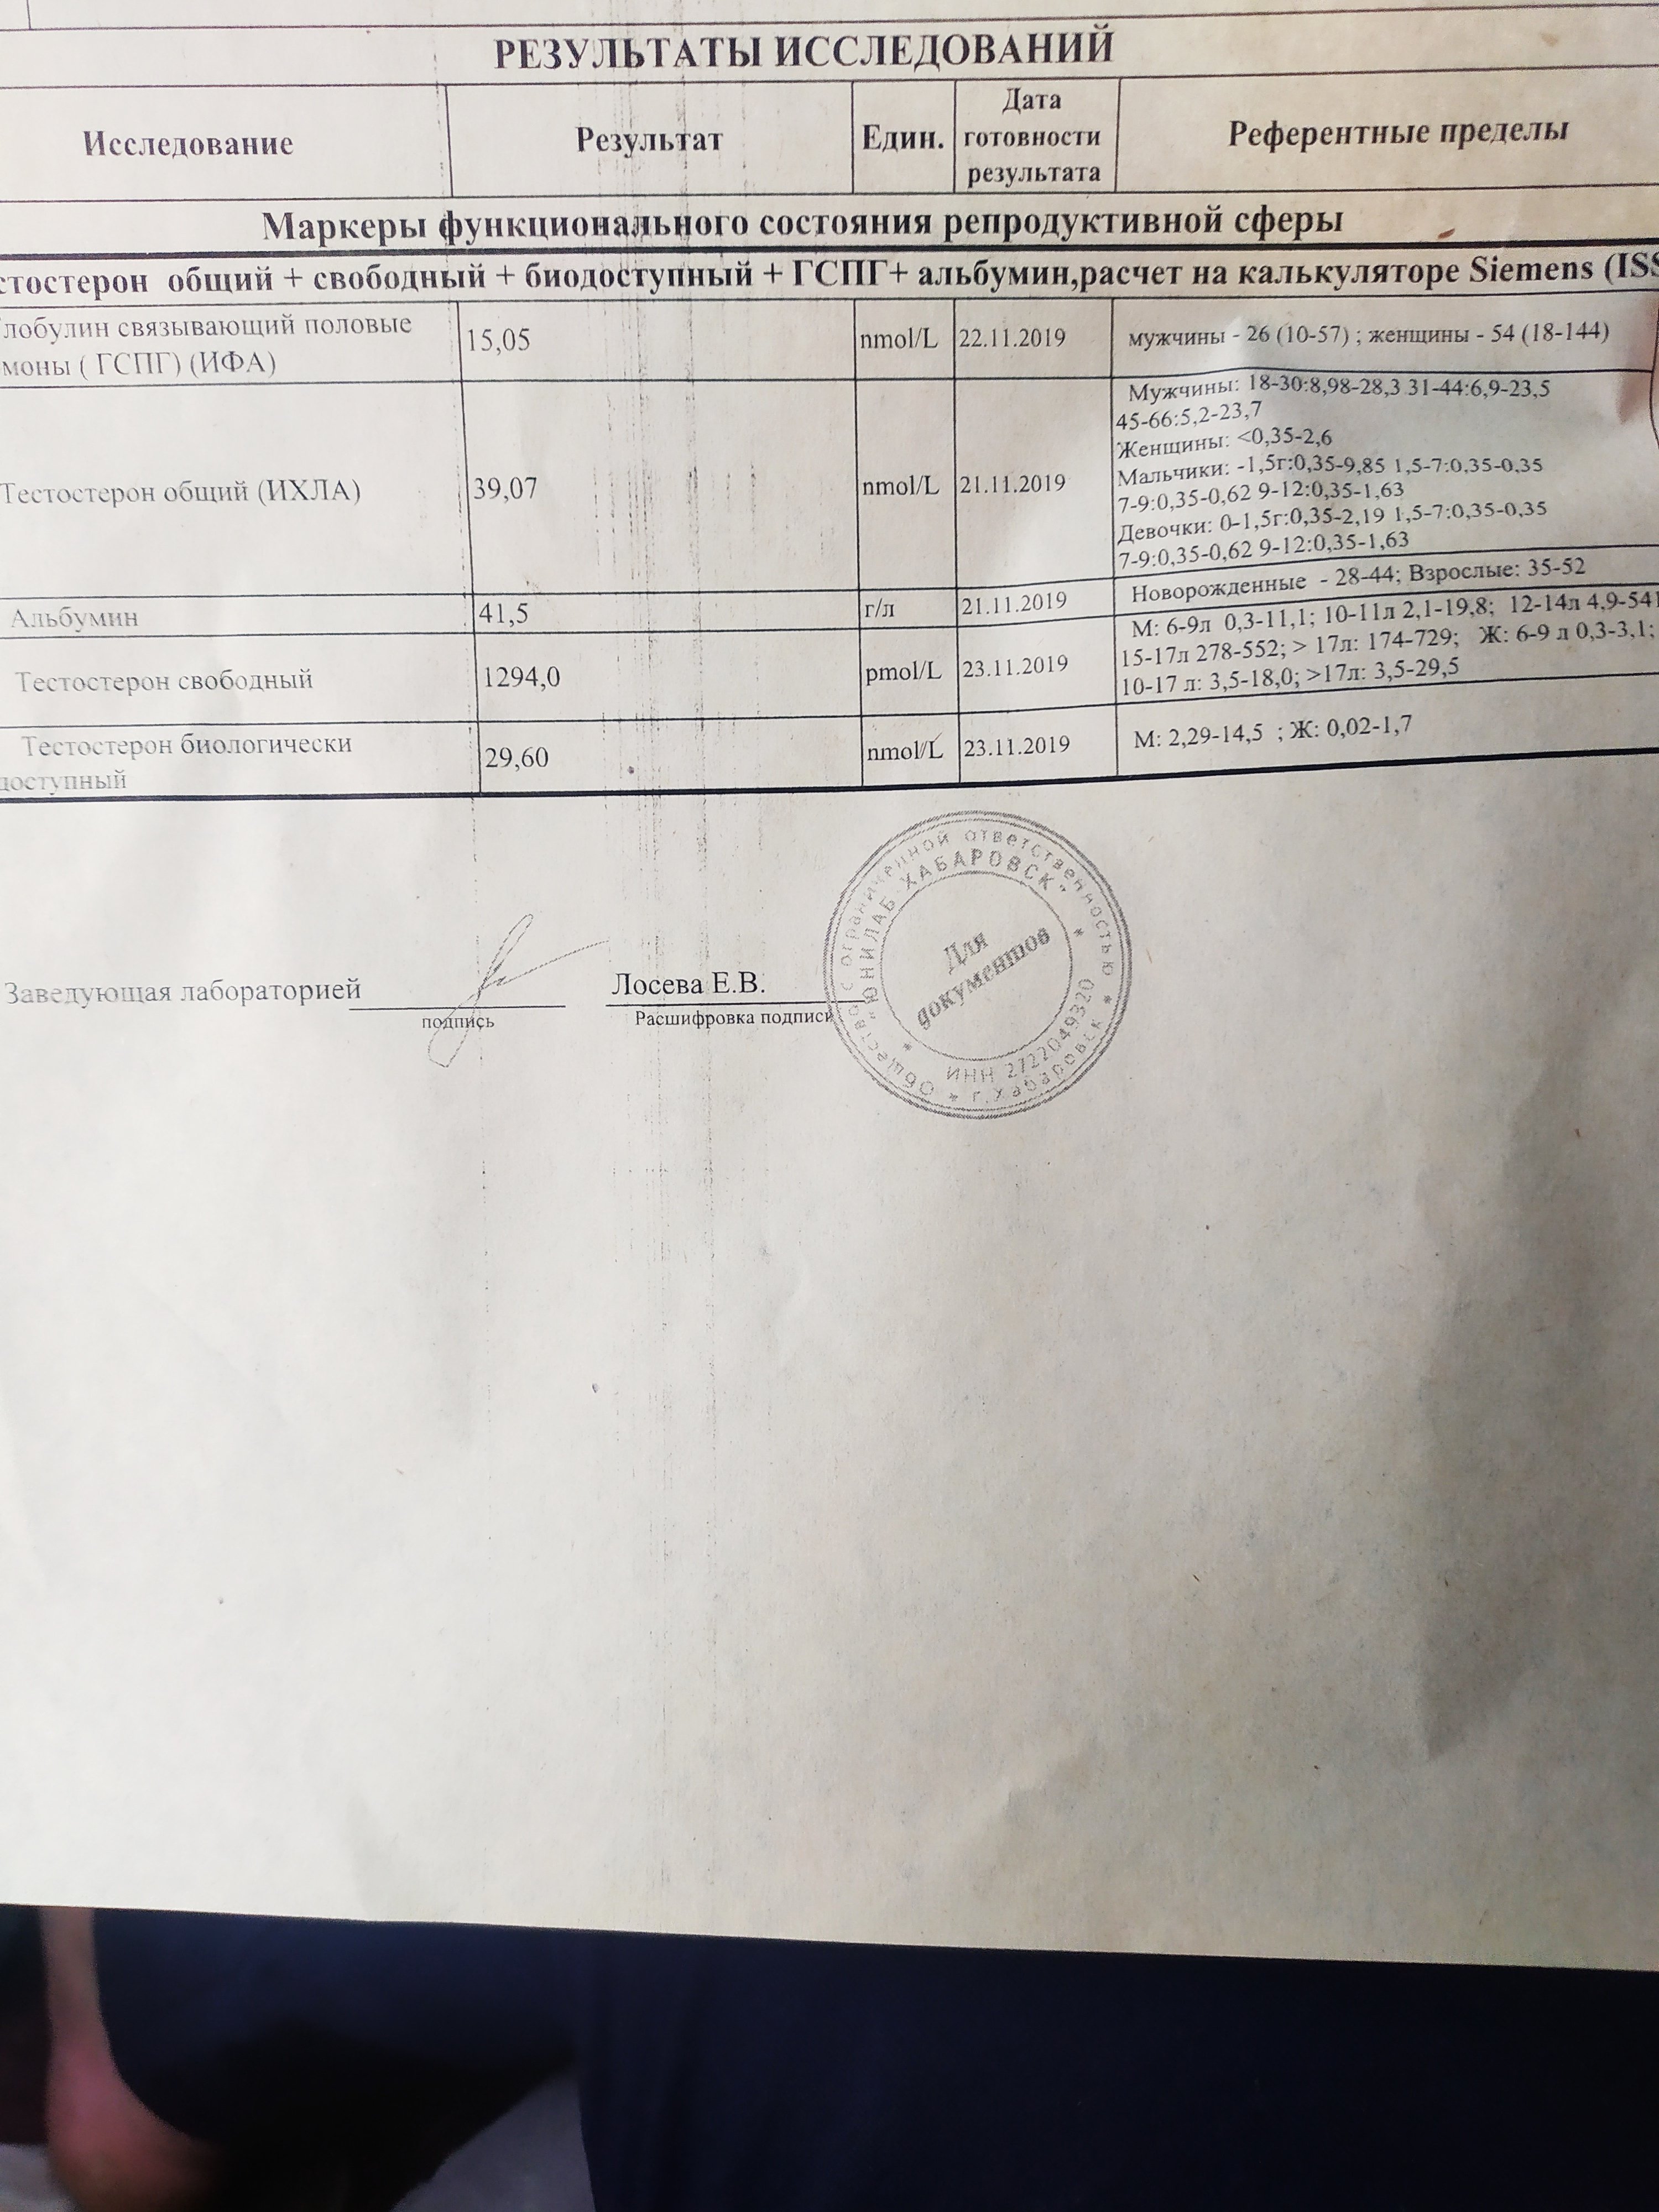 РЕЗУЛЬТАТЫ ИССЛЕДОВАНИЙ
Исследование
Результат
Един.
Дата
готовности
результата
Референтные пределы
Маркеры функционального состояния репродуктивной сферы
стостерон общий + свободный + биодоступный + ГСПГ+ альбумин,расчет на калькуляторе Siemens (ISS
лобулин связывающий половые
моны ( ГСПГ) (ИФА)
15,05
nmol/L
22.11.2019
мужчины - 26 (10-57) ; женщины - 54 (18-144)
Тестостерон общий (ИХЛА)
39,07
nmol/L
21.11.2019
Мужчины: 18-30:8,98-28,3 31-44:6,9-23,5
45-66:5,2-23,7
Женщины: <0,35-2,6
Мальчики: -1,5г:0,35-9,85 1,5-7:0,35-0,35
7-9:0,35-0,62 9-12:0,35-1,63
Девочки: 0-1,5г:0,35-2,19 1,5-7:0,35-0,35
7-9:0,35-0,62 9-12:0,35-1,63
Альбумин
41,5
г/л
21.11.2019
Новорожденные - 28-44; Взрослые: 35-52
Тестостерон свободный
1294,0
pmol/L
23.11.2019
М: 6-9л 0,3-11,1; 10-11л 2,1-19,8; 12-14л 4,9-541
15-17л 278-552; > 17л: 174-729; Ж: 6-9 л 0,3-3,1;
10-17 л: 3,5-18,0; >17л: 3,5-29,5
Тестостерон биологически
доступный
29,60
nmol/L
23.11.2019
М: 2,29-14,5 ; Ж: 0,02-1,7
Заведующая лабораторией
подпись
Лосева Е.В.
Расшифровка подписи
Общество с ограниченной ответственностью * г.Хабаровск *
"ЮНИЛАБ-ХАБАРОВСК" * ИНН 2722049320 *
Для
документов